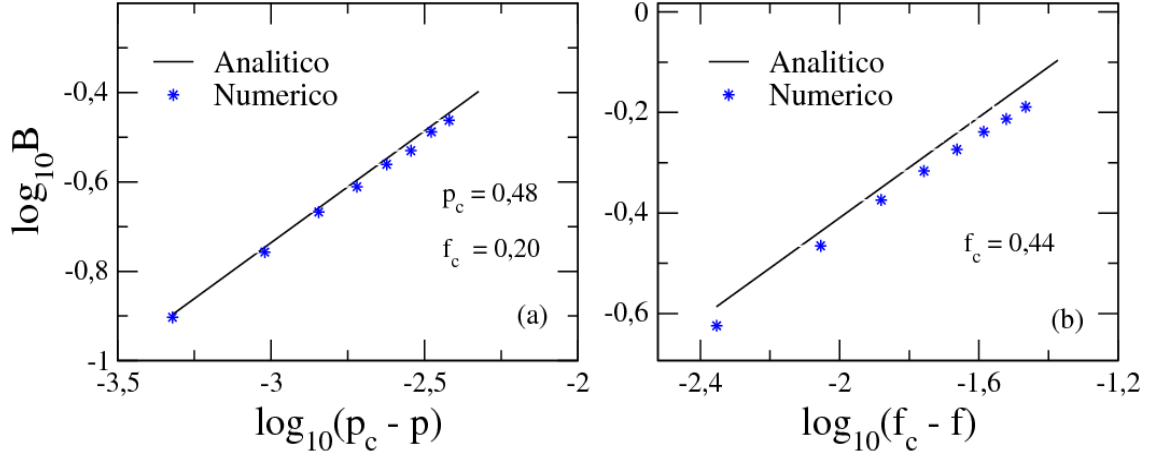 log10B
-0,4
-0,6
-0,8
-1
Analitico
Numerico
pc = 0,48
fc = 0,20
(a)
-3,5 -3 -2,5 -2
log10(pc - p)
0
-0,2
-0,4
-0,6
Analitico
Numerico
fc = 0,44
(b)
-2,4 -2 -1,6 -1,2
log10(fc - f)